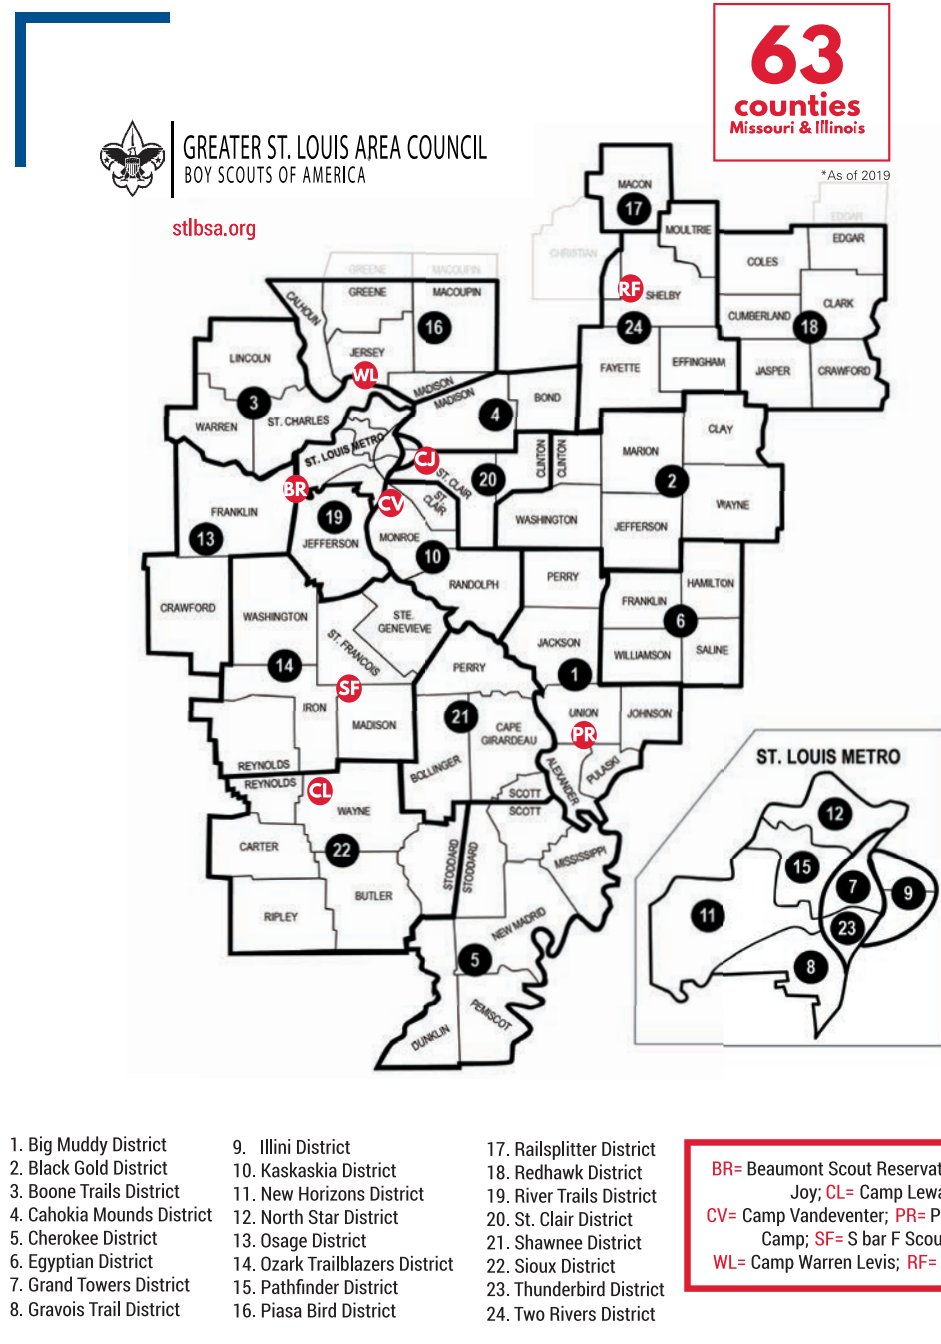 63
counties
Missouri & Illinois
*As of 2019
GREATER ST. LOUIS AREA COUNCIL
BOY SCOUTS OF AMERICA
stlbsa.org
MACON
17
MOULTRIE
CHRISTIAN
EDGAR
EDGAR
COLES
RF
SHELBY
CLARK
CUMBERLAND
18
24
FAYETTE
EFFINGHAM
JASPER
CRAWFORD
GREENE
MACOUPIN
GREENE
MACOUPIN
CALHOUN
16
JERSEY
WL
MADISON
MADISON
4
BOND
LINCOLN
3
WARREN
ST. CHARLES
ST. LOUIS METRO
CJ
ST. CLAIR
ST. CLAIR
20
CLINTON
CLINTON
MARION
CLAY
2
WAYNE
JEFFERSON
WASHINGTON
BR
CV
FRANKLIN
13
19
JEFFERSON
MONROE
10
RANDOLPH
PERRY
HAMILTON
FRANKLIN
6
WILLIAMSON
SALINE
CRAWFORD
WASHINGTON
STE. GENEVIEVE
ST. FRANCOIS
14
SF
IRON
MADISON
REYNOLDS
PERRY
JACKSON
1
UNION
JOHNSON
PR
ALEXANDER
PULASKI
21
CAPE GIRARDEAU
BOLLINGER
SCOTT
SCOTT
REYNOLDS
CL
WAYNE
CARTER
22
STODDARD
STODDARD
MISSISSIPPI
BUTLER
RIPLEY
NEW MADRID
5
PEMISCOT
DUNKLIN
ST. LOUIS METRO
12
15
7
9
11
23
8
1. Big Muddy District
2. Black Gold District
3. Boone Trails District
4. Cahokia Mounds District
5. Cherokee District
6. Egyptian District
7. Grand Towers District
8. Gravois Trail District
9. Illini District
10. Kaskaskia District
11. New Horizons District
12. North Star District
13. Osage District
14. Ozark Trailblazers District
15. Pathfinder District
16. Piasa Bird District
17. Railsplitter District
18. Redhawk District
19. River Trails District
20. St. Clair District
21. Shawnee District
22. Sioux District
23. Thunderbird District
24. Two Rivers District
BR= Beaumont Scout Reservat
Joy; CL= Camp Lewa
CV= Camp Vandeventer; PR= P
Camp; SF= S bar F Scou
WL= Camp Warren Levis; RF=